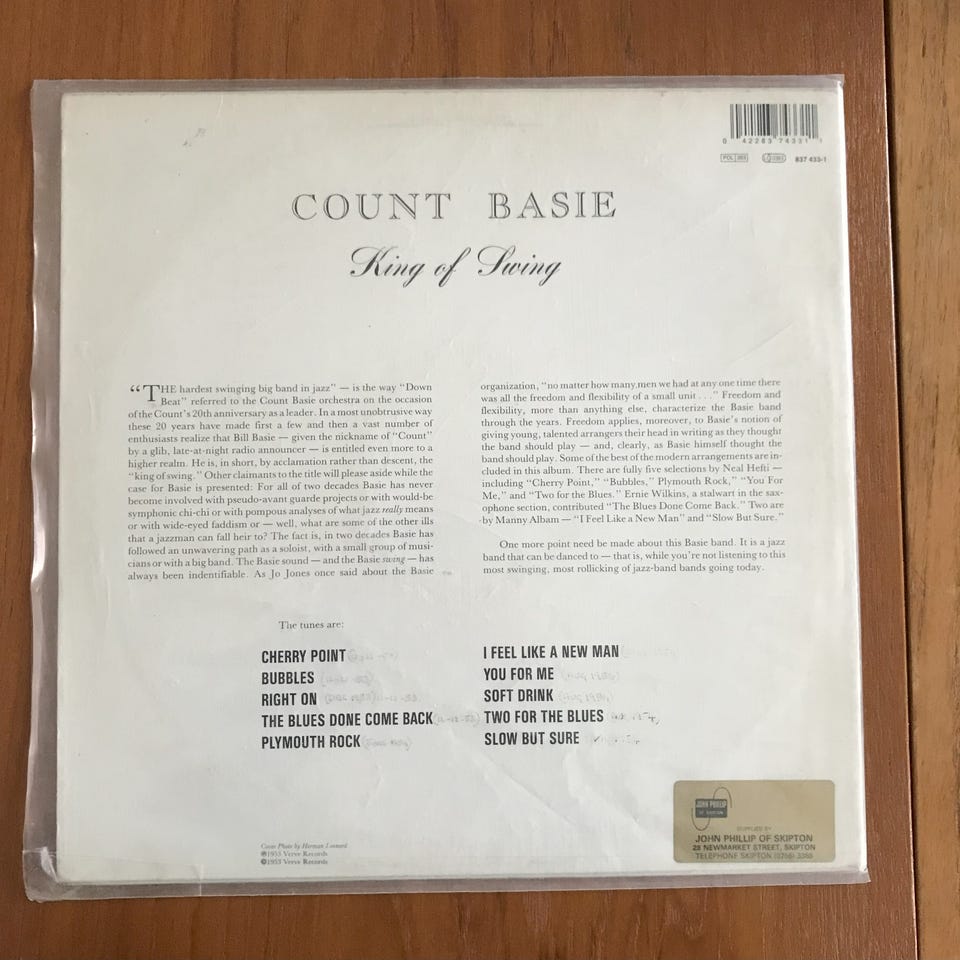 0 42283 74331 1
837 433-1
COUNT BASIE
King of Swing
“THE hardest swinging big band in jazz” — is the way “Down
Beat” referred to the Count Basie orchestra on the occasion
of the Count's 20th anniversary as a leader. In a most unobtrusive way
these 20 years have made first a few and then a vast number of
enthusiasts realize that Bill Basie — given the nickname of “Count”
by a glib, late-at-night radio announcer — is entitled even more to a
higher realm. He is, in short, by acclamation rather than descent, the
“king of swing.” Other claimants to the title will please aside while the
case for Basie is presented: For all of two decades Basie has never
become involved with pseudo-avant guarde projects or with would-be
symphonic chi-chi or with pompous analyses of what jazz really means
or with wide-eyed faddism or — well, what are some of the other ills
that a jazzman can fall heir to? The fact is, in two decades Basie has
followed an unwavering path as a soloist, with a small group of musi-
cians or with a big band. The Basie sound — and the Basie swing — has
always been indentifiable. As Jo Jones once said about the Basie
organization, “no matter how many men we had at any one time there
was all the freedom and flexibility of a small unit . . .” Freedom and
flexibility, more than anything else, characterize the Basie band
through the years. Freedom applies, moreover, to Basie's notion of
giving young, talented arrangers their head in writing as they thought
the band should play — and, clearly, as Basie himself thought the
band should play. Some of the best of the modern arrangements are in-
cluded in this album. There are fully five selections by Neal Hefti —
including “Cherry Point,” “Bubbles,” Plymouth Rock,” “You For
Me,” and “Two for the Blues.” Ernie Wilkins, a stalwart in the sax-
ophone section, contributed “The Blues Done Come Back.” Two are
by Manny Albam — “I Feel Like a New Man” and “Slow But Sure.”
One more point need be made about this Basie band. It is a jazz
band that can be danced to — that is, while you're not listening to this
most swinging, most rollicking of jazz-band bands going today.
The tunes are:
CHERRY POINT
BUBBLES
RIGHT ON
THE BLUES DONE COME BACK
PLYMOUTH ROCK
I FEEL LIKE A NEW MAN
YOU FOR ME
SOFT DRINK
TWO FOR THE BLUES
SLOW BUT SURE
Cover Photo by Herman Leonard
℗1953 Verve Records
©1953 Verve Records
JOHN PHILLIP
OF SKIPTON
SUPPLIED BY
JOHN PHILLIP OF SKIPTON
28 NEWMARKET STREET, SKIPTON
TELEPHONE SKIPTON (0756) 3385